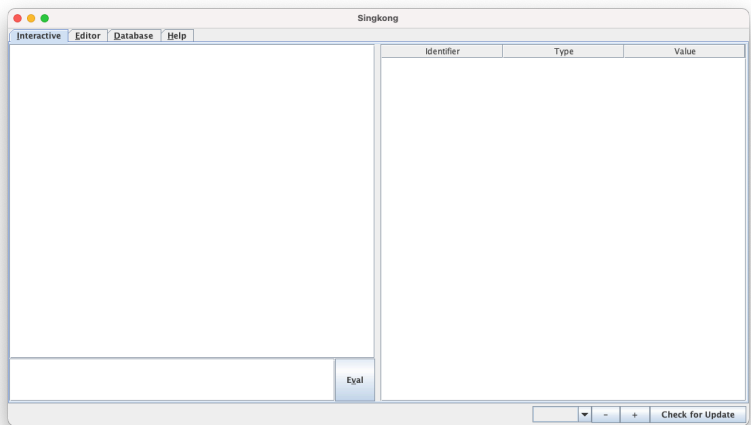 Singkong
Interactive Editor Database Help
Identifier Type Value
Eval
- + Check for Update